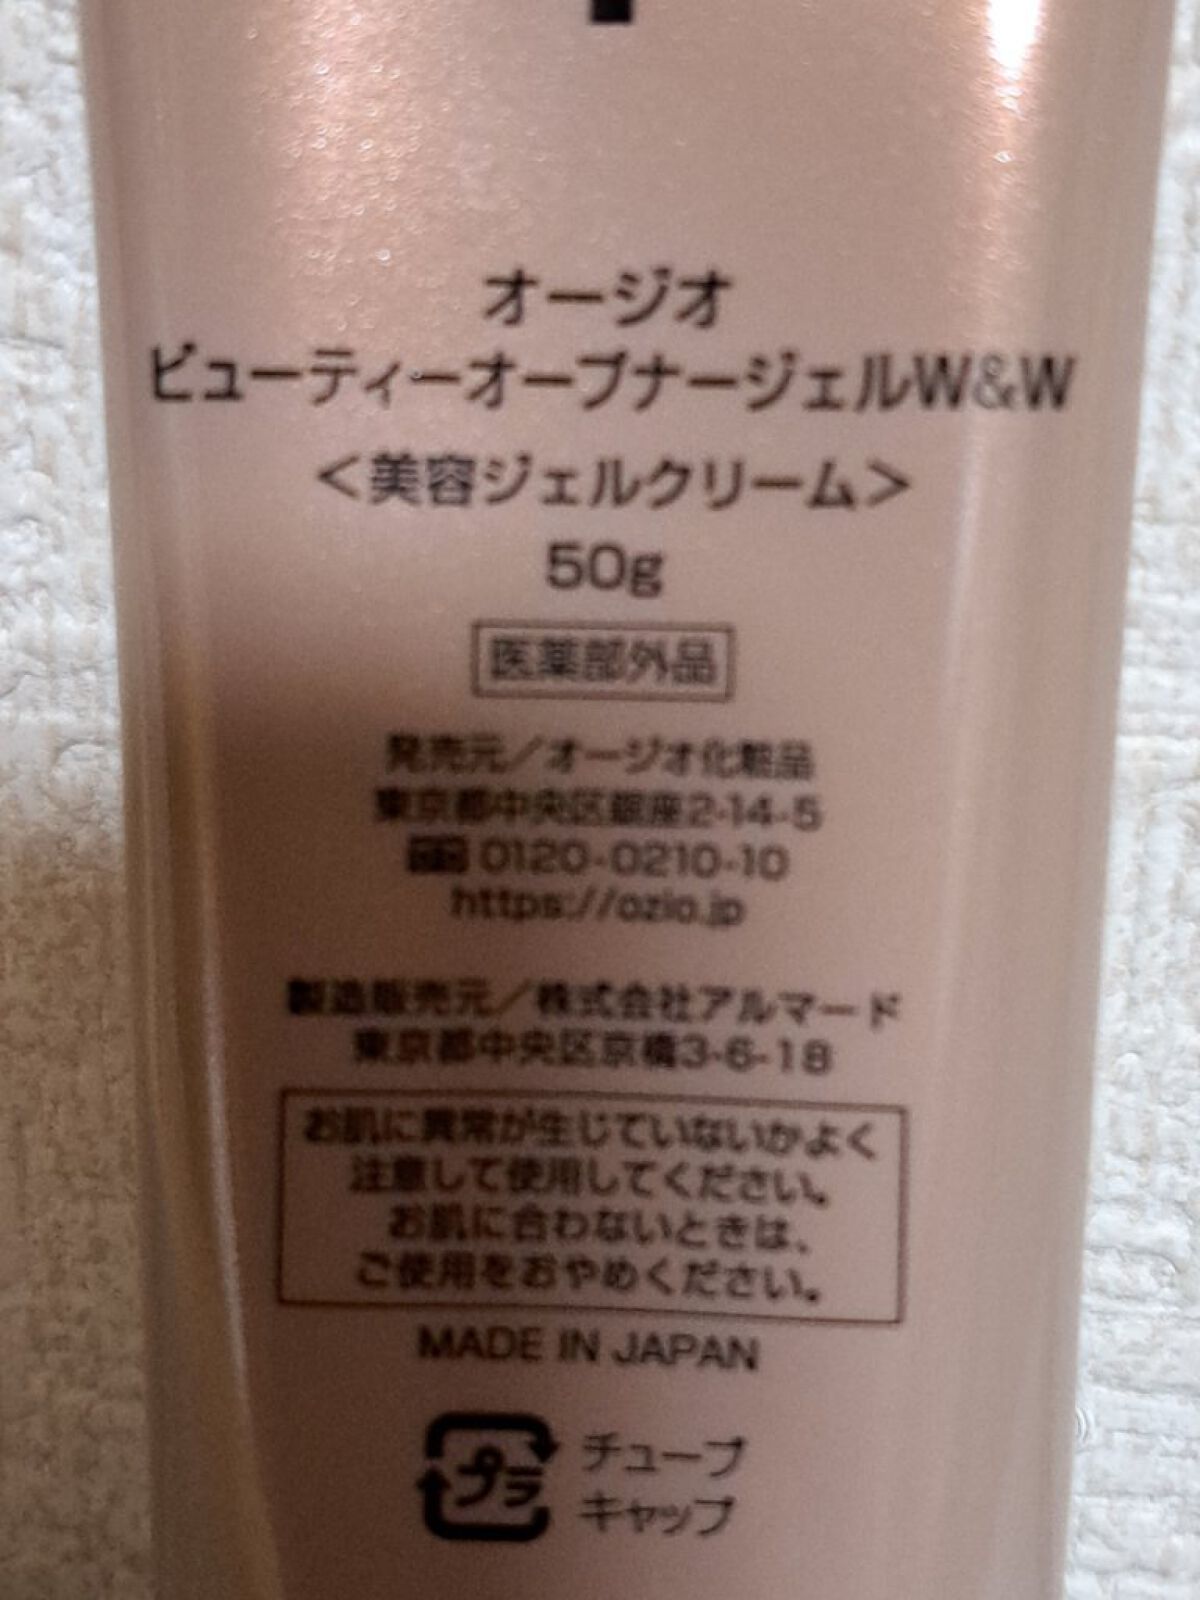 オージオ
ビューティーオープナージェルW&W
＜美容ジェルクリーム＞
50g
医薬部外品
発売元／オージオ化粧品
東京都中央区銀座2-14-5
0120-0210-10
https://ozio.jp
製造販売元／株式会社アルマード
東京都中央区京橋3-6-18
お肌に異常が生じていないかよく
注意して使用してください。
お肌に合わないときは、
ご使用をおやめください。
MADE IN JAPAN
プラ チューブ
キャップ